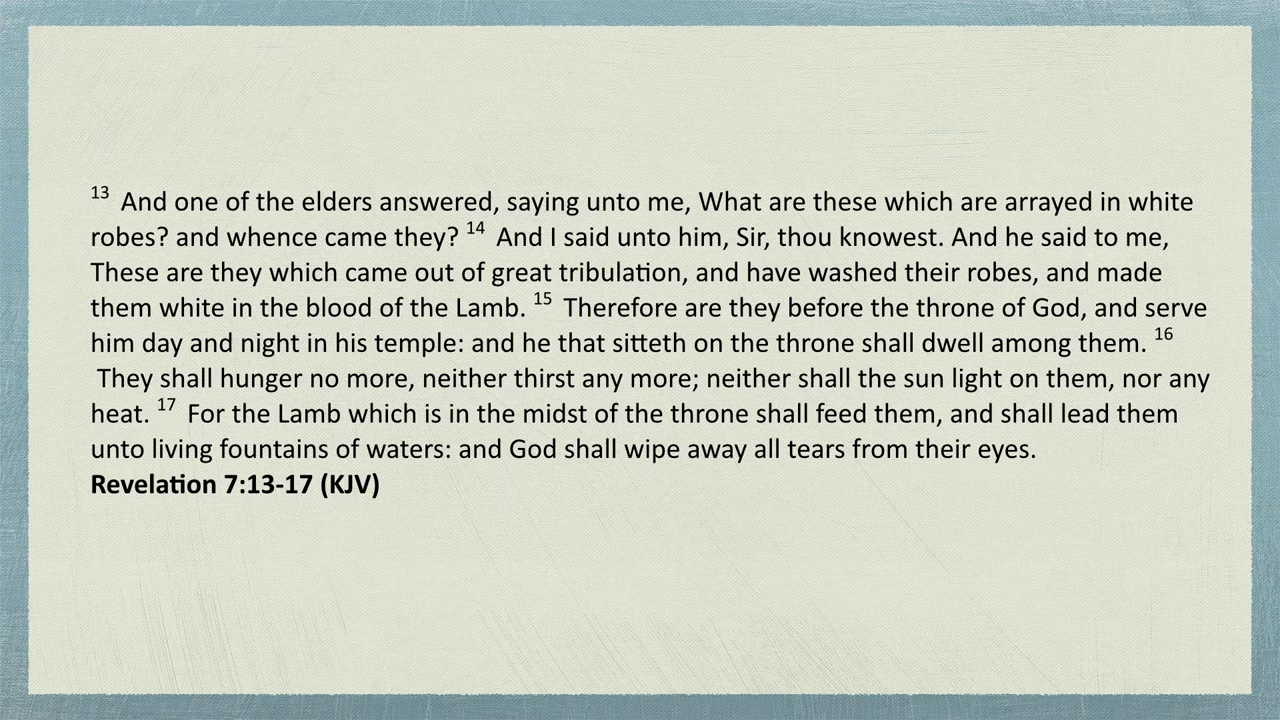 13 And one of the elders answered, saying unto me, What are these which are arrayed in white
robes? and whence came they? 14 And I said unto him, Sir, thou knowest. And he said to me,
These are they which came out of great tribulation, and have washed their robes, and made
them white in the blood of the Lamb. 15 Therefore are they before the throne of God, and serve
him day and night in his temple: and he that sitteth on the throne shall dwell among them. 16
They shall hunger no more, neither thirst any more; neither shall the sun light on them, nor any
heat. 17 For the Lamb which is in the midst of the throne shall feed them, and shall lead them
unto living fountains of waters: and God shall wipe away all tears from their eyes.
Revelation 7:13-17 (KJV)